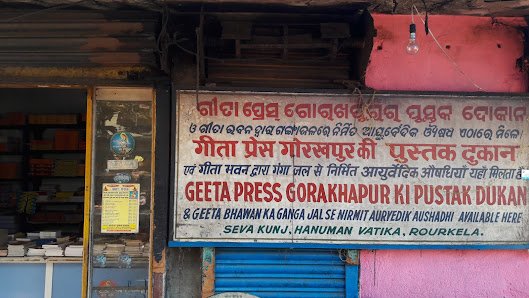 ଗୀତା ପ୍ରେସ୍ ଗୋରଖପୁରର୍ ପୁସ୍ତକ ଦୋକାନ
ଓ ଗୀତା ଭବନ ଦ୍ବାରା ଗଙ୍ଗାଜଳରେ ନିର୍ମିତ ଆୟୁର୍ବେଦିକ ଔଷଧ ଏଠାରେ ମିଳେ
गीता प्रेस गोरखपुर की पुस्तक दुकान
एवं गीता भवन द्वारा गंगा जल से निर्मित आयुर्वेदिक औषधियाँ यहाँ मिलता है
GEETA PRESS GORAKHAPUR KI PUSTAK DUKAN
& GEETA BHAWAN KA GANGA JAL SE NIRMIT AURYEDIK AUSHADHI AVAILABLE HERE
SEVA KUNJ, HANUMAN VATIKA, ROURKELA.